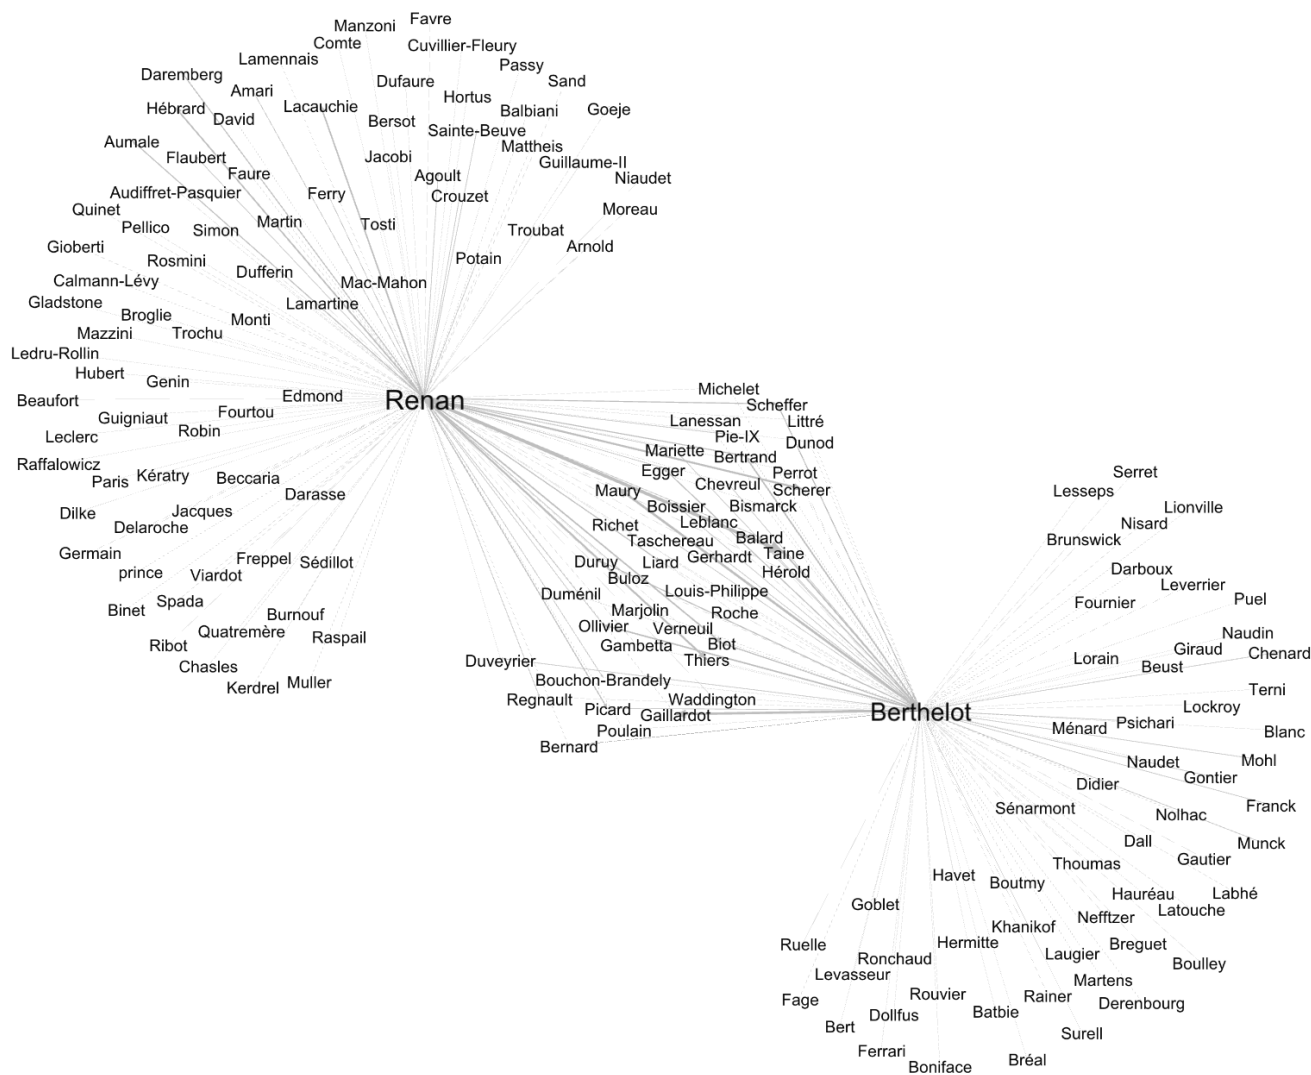 Favre
Manzoni
Comte
Cuvillier-Fleury
Lamennais
Passy
Daremberg
Dufaure
Sand
Amari
Hortus
Hébrard
Lacauchie
Balbiani
Goeje
David
Bersot
Sainte-Beuve
Aumale
Mattheis
Flaubert
Jacobi
Guillaume-II
Faure
Agoult
Niaudet
Audiffret-Pasquier
Ferry
Crouzet
Quinet
Moreau
Pellico
Simon
Martin
Tosti
Troubat
Gioberti
Arnold
Rosmini
Potain
Calmann-Lévy
Dufferin
Mac-Mahon
Gladstone
Lamartine
Broglie
Monti
Mazzini
Trochu
Ledru-Rollin
Hubert
Genin
Michelet
Beaufort
Edmond
Renan
Scheffer
Guigniaut
Fourtou
Lanessan
Littré
Leclerc
Robin
Pie-IX
Dunod
Mariette
Bertrand
Raffalowicz
Paris
Kératry
Beccaria
Egger
Chevreul
Perrot
Serret
Darasse
Maury
Scherer
Lesseps
Dilke
Jacques
Boissier
Bismarck
Lionville
Delaroche
Richet
Leblanc
Nisard
Taschereau
Balard
Brunswick
Germain
Freppel
Sédillot
Duruy
Liard
Gerhardt
Taine
prince
Viardot
Buloz
Hérold
Darboux
Binet
Spada
Duménil
Louis-Philippe
Leverrier
Burnouf
Marjolin
Roche
Fournier
Puel
Ribot
Quatremère
Raspail
Ollivier
Verneuil
Naudin
Chasles
Gambetta
Biot
Giraud
Chenard
Duveyrier
Thiers
Lorain
Beust
Kerdrel
Muller
Bouchon-Brandely
Terni
Regnault
Picard
Waddington
Lockroy
Gaillardot
Berthelot
Poulain
Ménard
Psichari
Blanc
Bernard
Naudet
Mohl
Didier
Gontier
Sénarmont
Franck
Nolhac
Dall
Munck
Thoumas
Gautier
Havet
Boutmy
Hauréau
Labhé
Goblet
Nefftzer
Latouche
Khanikof
Ruelle
Hermitte
Breguet
Ronchaud
Laugier
Boulley
Levasseur
Martens
Fage
Rouvier
Rainer
Derenbourg
Dollfus
Batbie
Bert
Surell
Ferrari
Boniface
Bréal